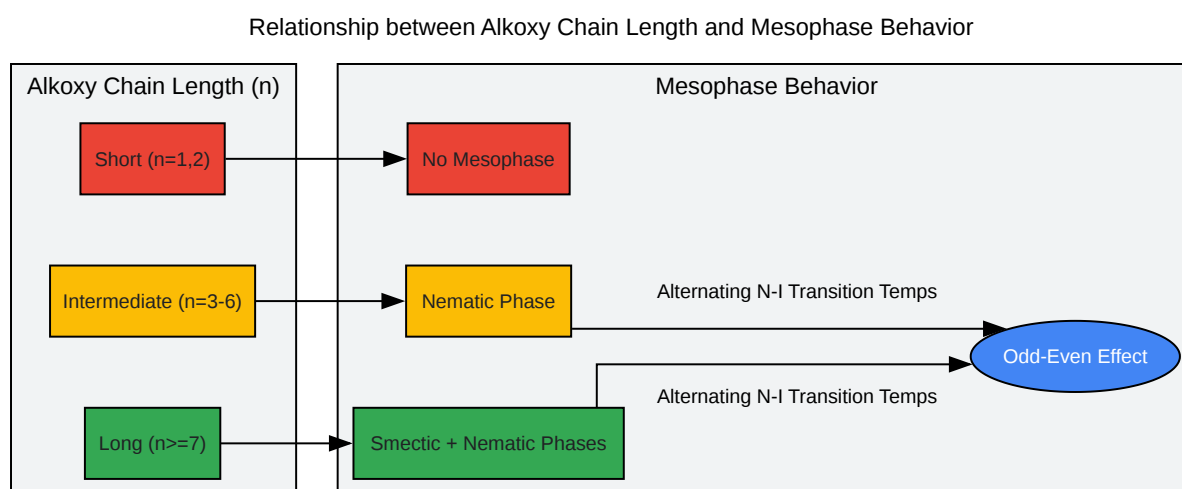 Relationship between Alkoxy Chain Length and Mesophase Behavior
Alkoxy Chain Length (n)
Mesophase Behavior
Short (n=1,2)
No Mesophase
Intermediate (n=3-6)
Nematic Phase
Alternating N-I Transition Temps
Odd-Even Effect
Alternating N-I Transition Temps
Long (n>=7)
Smectic + Nematic Phases